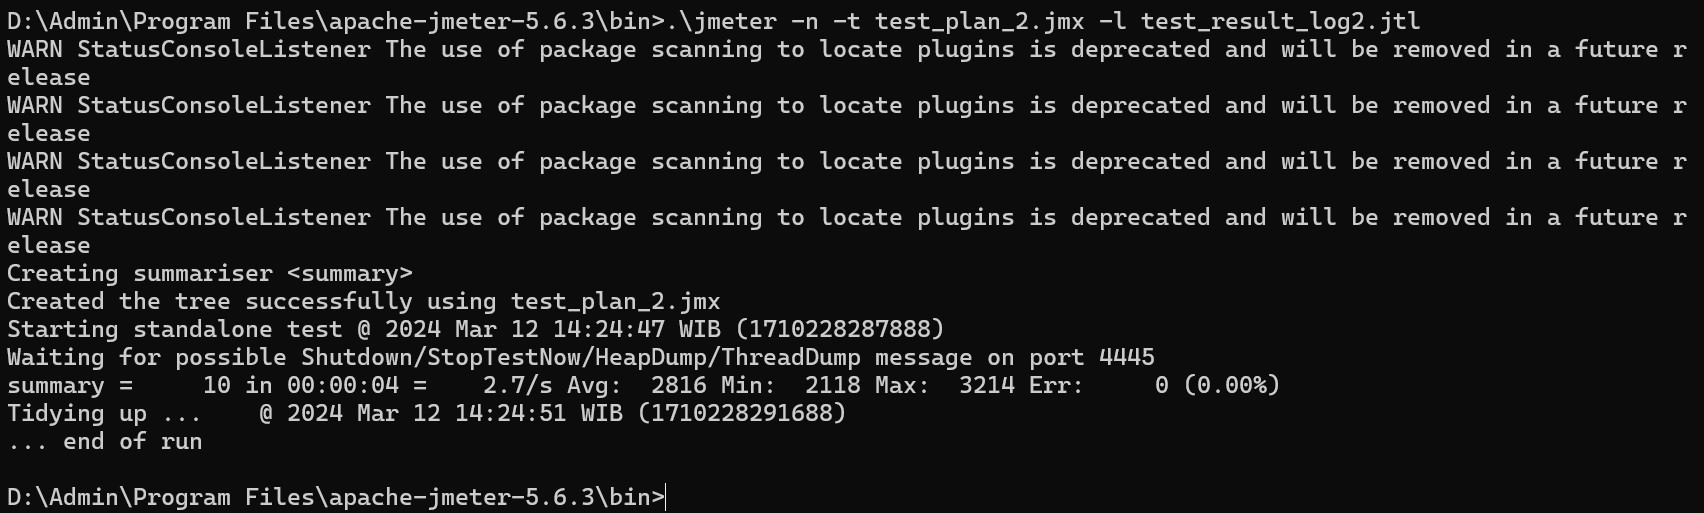 D:\Admin\Program Files\apache-jmeter-5.6.3\bin>.\jmeter -n -t test_plan_2.jmx -l test_result_log2.jtl
WARN StatusConsoleListener The use of package scanning to locate plugins is deprecated and will be removed in a future r
elease
WARN StatusConsoleListener The use of package scanning to locate plugins is deprecated and will be removed in a future r
elease
WARN StatusConsoleListener The use of package scanning to locate plugins is deprecated and will be removed in a future r
elease
WARN StatusConsoleListener The use of package scanning to locate plugins is deprecated and will be removed in a future r
elease
Creating summariser <summary>
Created the tree successfully using test_plan_2.jmx
Starting standalone test @ 2024 Mar 12 14:24:47 WIB (1710228287888)
Waiting for possible Shutdown/StopTestNow/HeapDump/ThreadDump message on port 4445
summary =     10 in 00:00:04 =    2.7/s Avg:  2816 Min:  2118 Max:  3214 Err:     0 (0.00%)
Tidying up ...    @ 2024 Mar 12 14:24:51 WIB (1710228291688)
... end of run
D:\Admin\Program Files\apache-jmeter-5.6.3\bin>